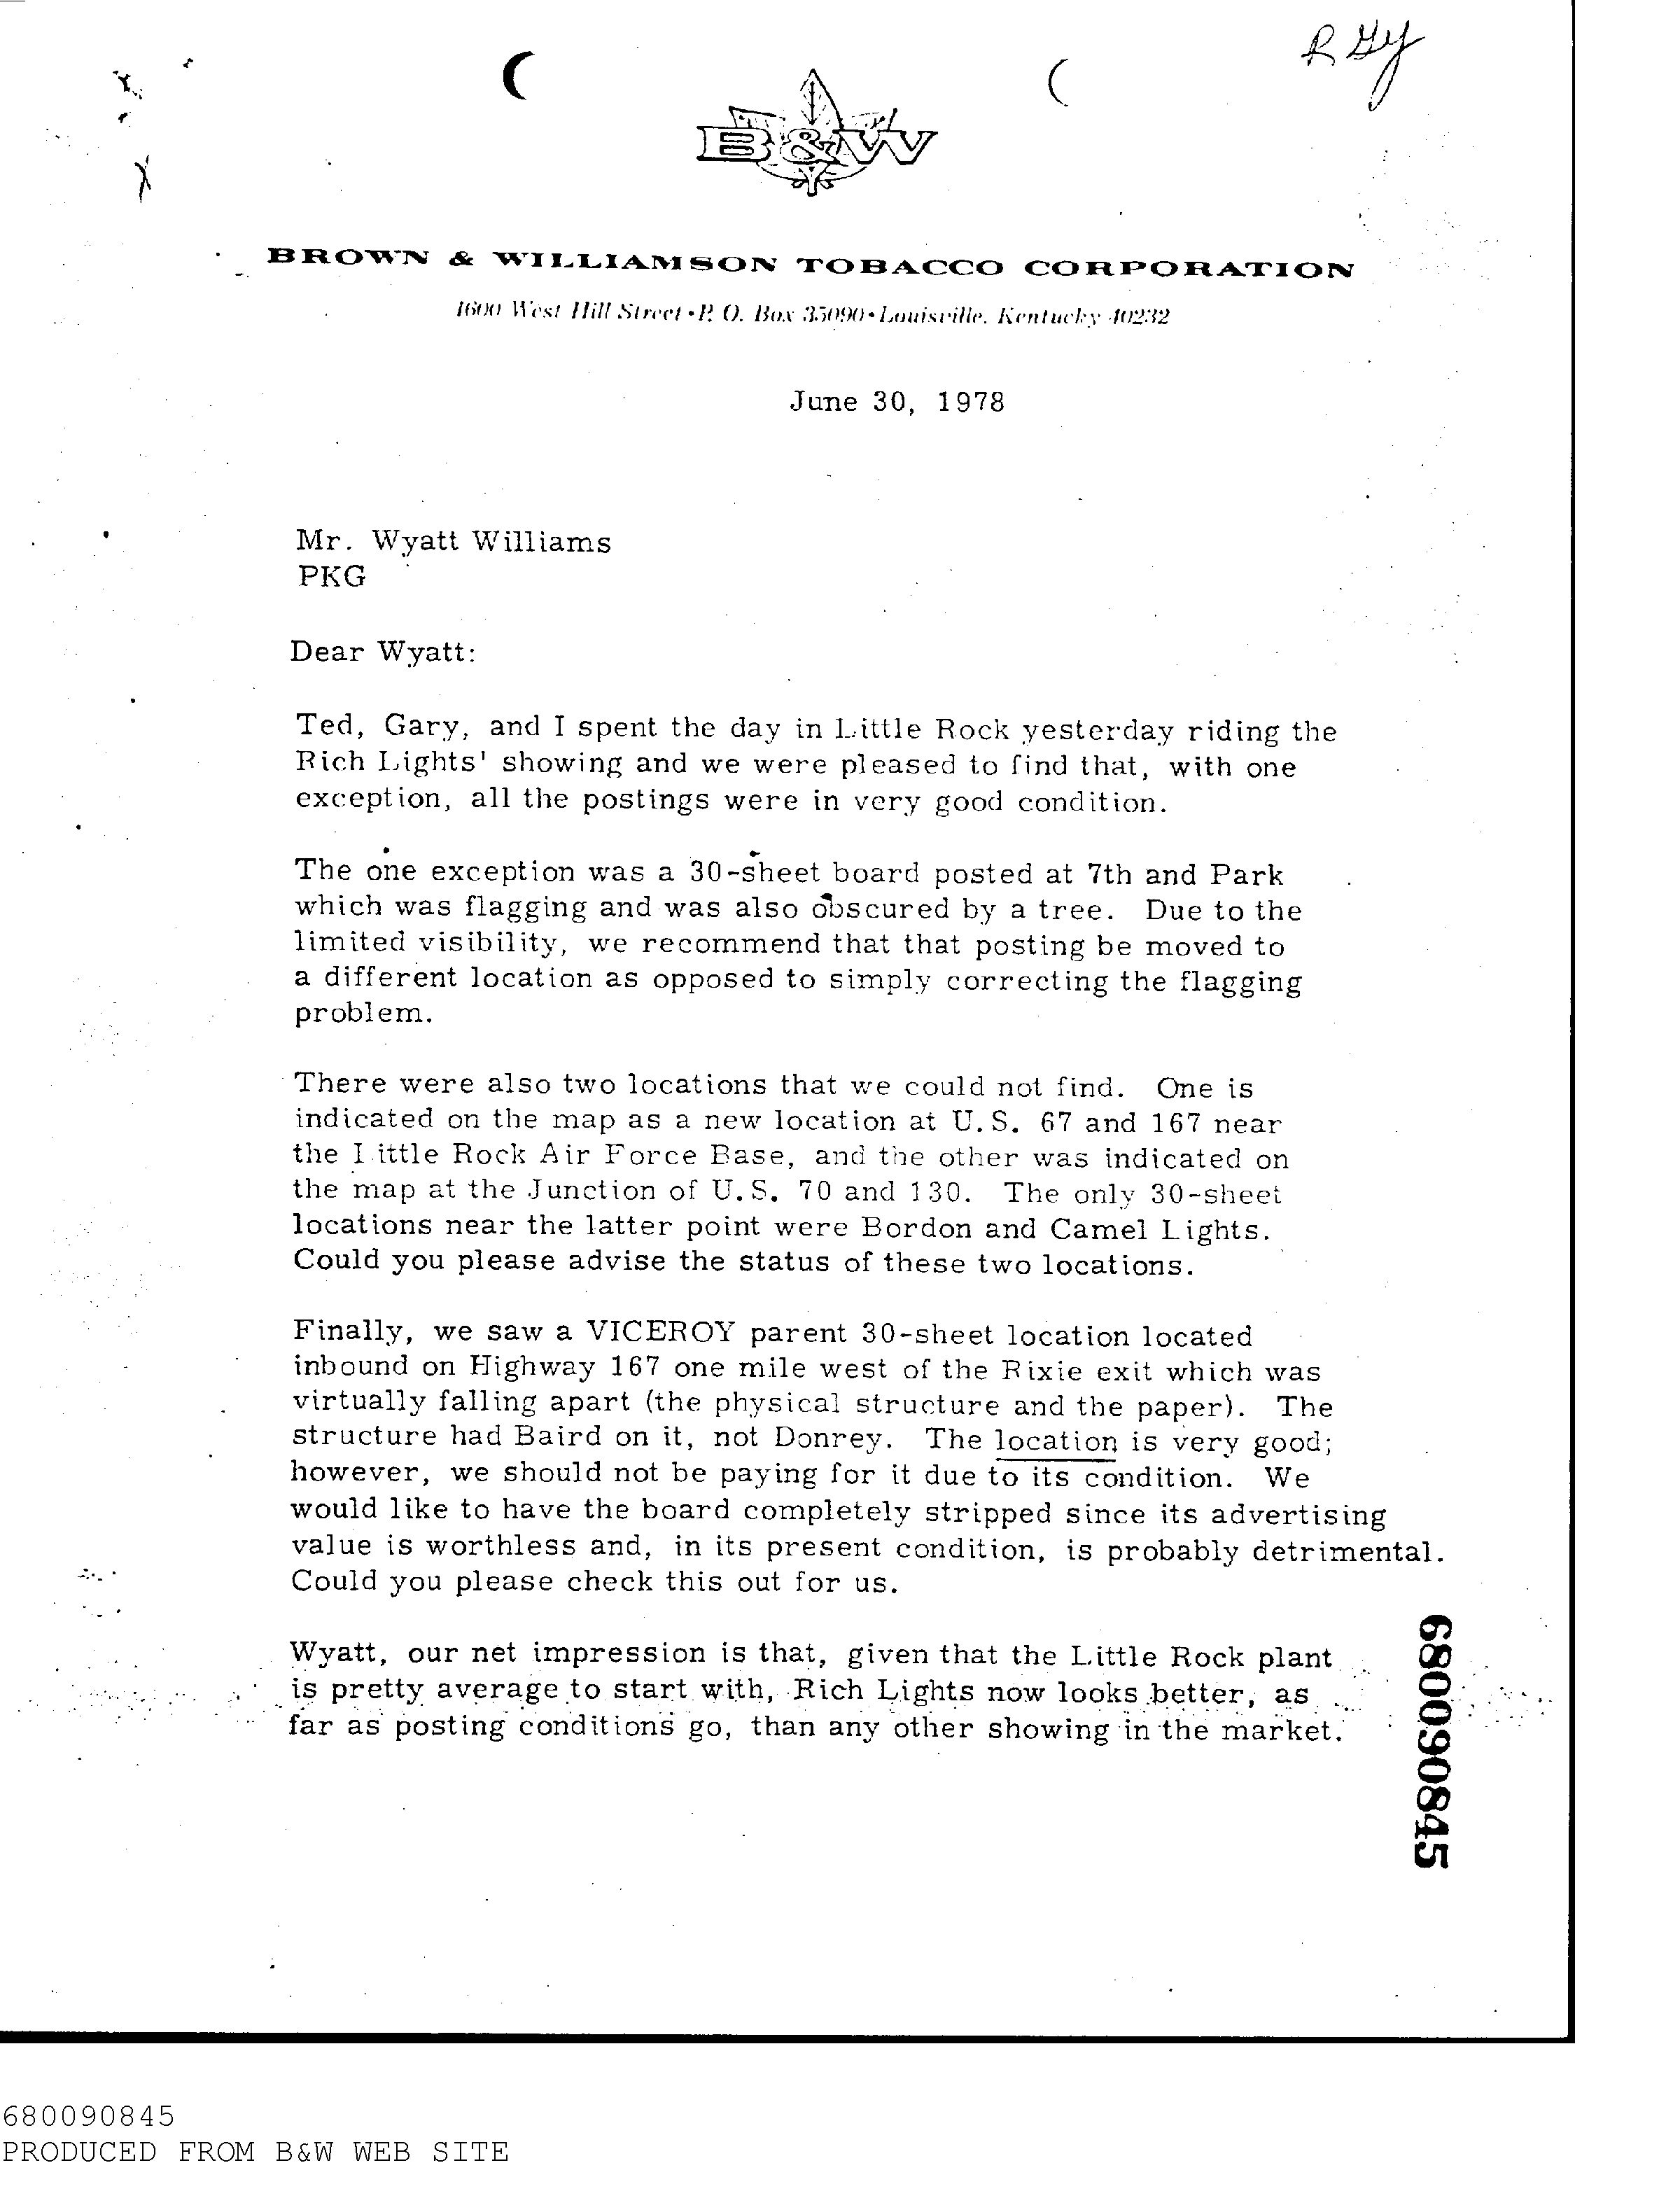 B&W
BROWN & WILLIAMSON TOBACCO CORPORATION
1600 West Hill Street • P. O. Box 35090 • Louisville, Kentucky 40232
June 30, 1978
Mr. Wyatt Williams
PKG
Dear Wyatt:
Ted, Gary, and I spent the day in Little Rock yesterday riding the
Rich Lights' showing and we were pleased to find that, with one
exception, all the postings were in very good condition.
The one exception was a 30-sheet board posted at 7th and Park
which was flagging and was also obscured by a tree. Due to the
limited visibility, we recommend that that posting be moved to
a different location as opposed to simply correcting the flagging
problem.
There were also two locations that we could not find. One is
indicated on the map as a new location at U.S. 67 and 167 near
the Little Rock Air Force Base, and the other was indicated on
the map at the Junction of U.S. 70 and 130. The only 30-sheet
locations near the latter point were Bordon and Camel Lights.
Could you please advise the status of these two locations.
Finally, we saw a VICEROY parent 30-sheet location located
inbound on Highway 167 one mile west of the Rixie exit which was
virtually falling apart (the physical structure and the paper). The
structure had Baird on it, not Donrey. The location is very good;
however, we should not be paying for it due to its condition. We
would like to have the board completely stripped since its advertising
value is worthless and, in its present condition, is probably detrimental.
Could you please check this out for us.
Wyatt, our net impression is that, given that the Little Rock plant
is pretty average to start with, Rich Lights now looks better, as
far as posting conditions go, than any other showing in the market.
680090845
680090845
PRODUCED FROM B&W WEB SITE